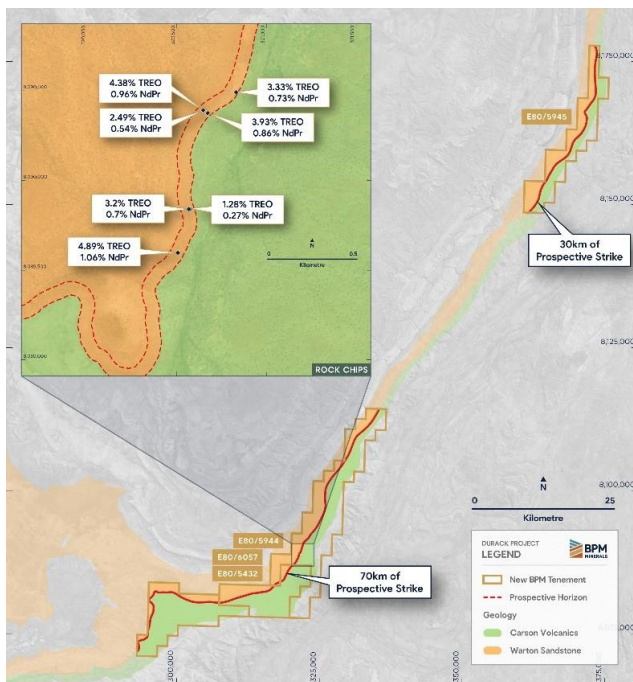 4.38% TREO
0.96% NdPr
2.49% TREO
0.54% NdPr
3.33% TREO
0.73% NdPr
3.93% TREO
0.86% NdPr
3.2% TREO
0.7% NdPr
1.28% TREO
0.27% NdPr
4.89% TREO
1.06% NdPr
N
0 0.5
Kilometre
ROCK CHIPS
E80/5945
8,175,000
8,150,000
30km of
Prospective Strike
8,125,000
8,100,000
N
0 25
Kilometre
E80/5944
E80/6057
E80/5432
70km of
Prospective Strike
DURACK PROJECT
LEGEND
BPM
MINERALS
New BPM Tenement
Prospective Horizon
Geology
Carson Volcanics
Warton Sandstone
300,000
325,000
350,000
375,000